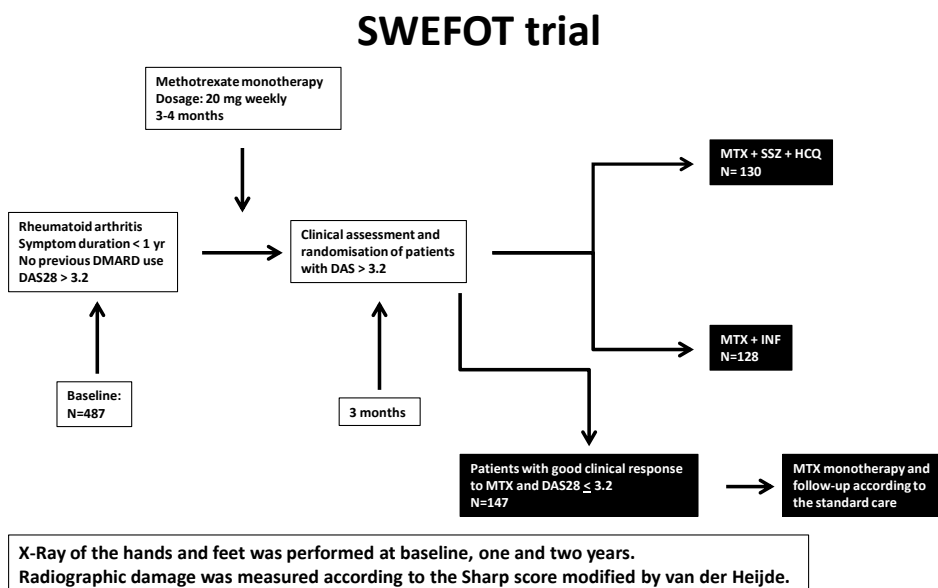 SWEFOT trial
Methotrexate monotherapy
Dosage: 20 mg weekly
3-4 months
MTX + SSZ + HCQ
N= 130
Rheumatoid arthritis
Symptom duration < 1 yr
No previous DMARD use
DAS28 > 3.2
Clinical assessment and
randomisation of patients
with DAS > 3.2
MTX + INF
N=128
Baseline:
N=487
3 months
Patients with good clinical response
to MTX and DAS28 ≤ 3.2
N=147
MTX monotherapy and
follow-up according to
the standard care
X-Ray of the hands and feet was performed at baseline, one and two years.
Radiographic damage was measured according to the Sharp score modified by van der Heijde.